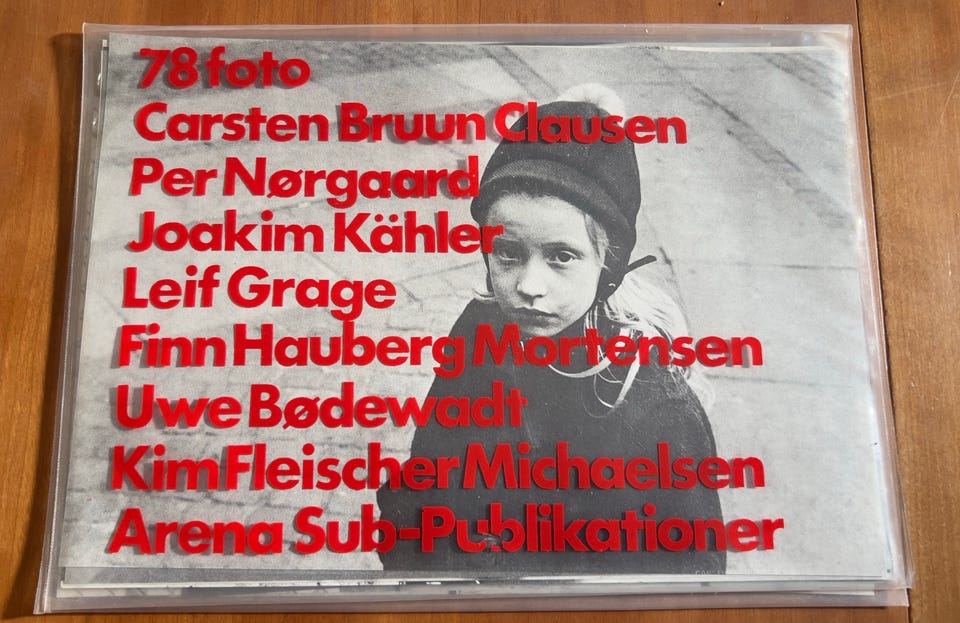 78 foto
Carsten Bruun Clausen
Per Nørgaard
Joakim Kähler
Leif Grage
Finn Hauberg Mortensen
Uwe Bødewadt
Kim Fleischer Michaelsen
Arena Sub-Publikationer